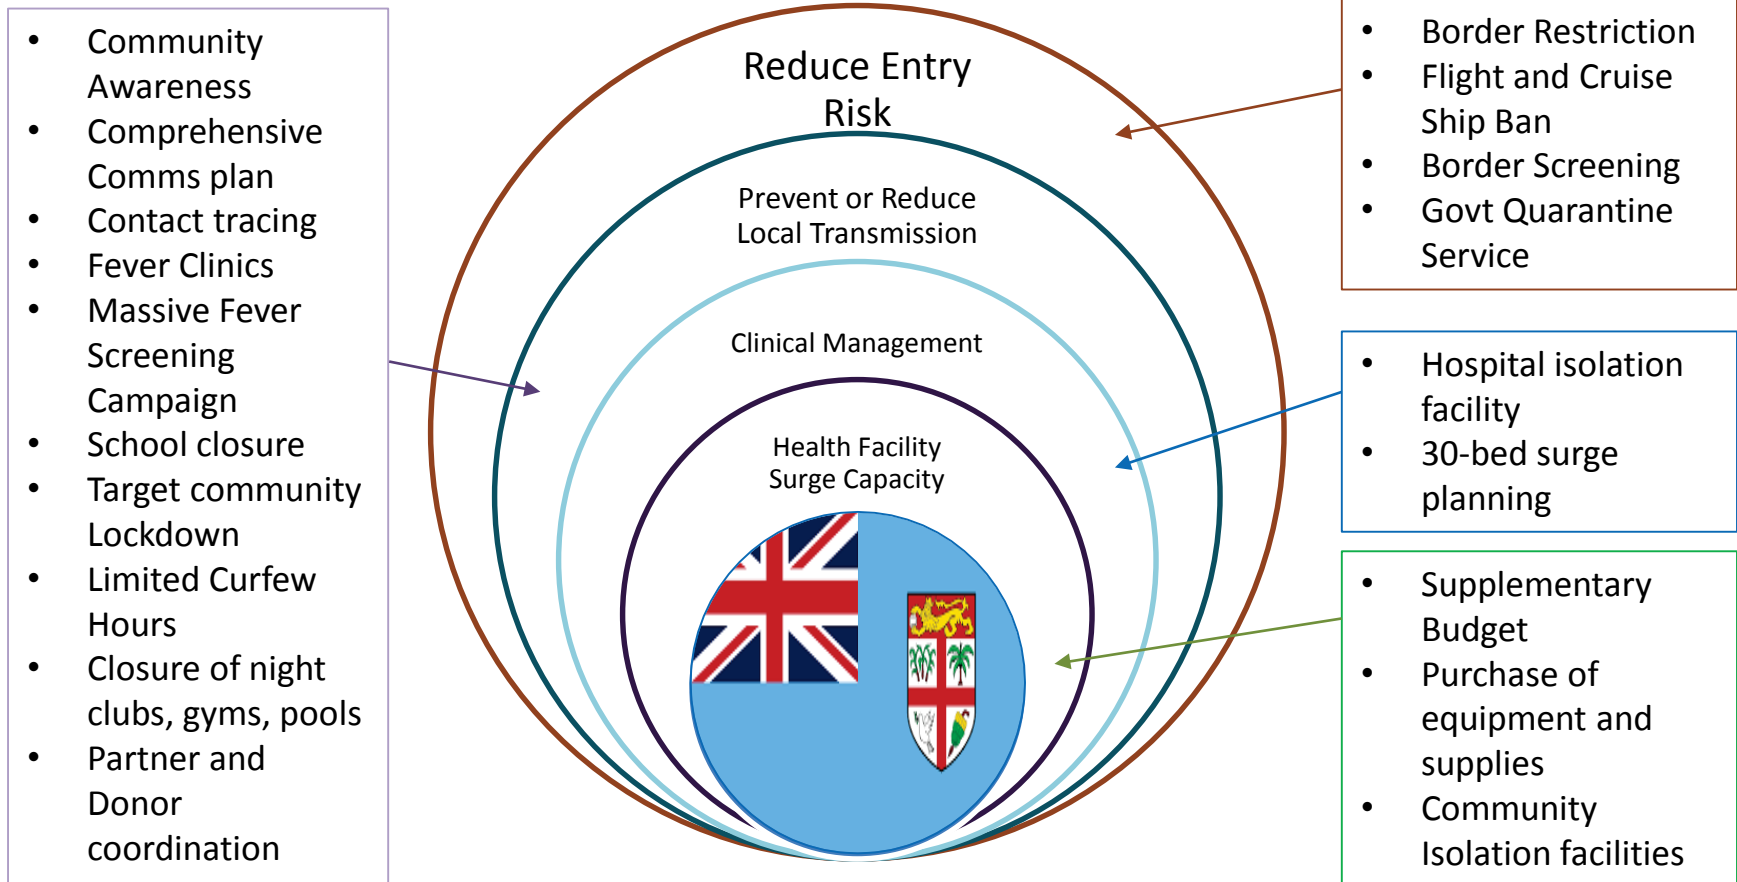 • Community
Awareness
• Comprehensive
Comms plan
• Contact tracing
• Fever Clinics
• Massive Fever
Screening
Campaign
• School closure
• Target community
Lockdown
• Limited Curfew
Hours
• Closure of night
clubs, gyms, pools
• Partner and
Donor
coordination
Reduce Entry
Risk
Prevent or Reduce
Local Transmission
Clinical Management
Health Facility
Surge Capacity
• Border Restriction
• Flight and Cruise
Ship Ban
• Border Screening
• Govt Quarantine
Service
• Hospital isolation
facility
• 30-bed surge
planning
• Supplementary
Budget
• Purchase of
equipment and
supplies
• Community
Isolation facilities